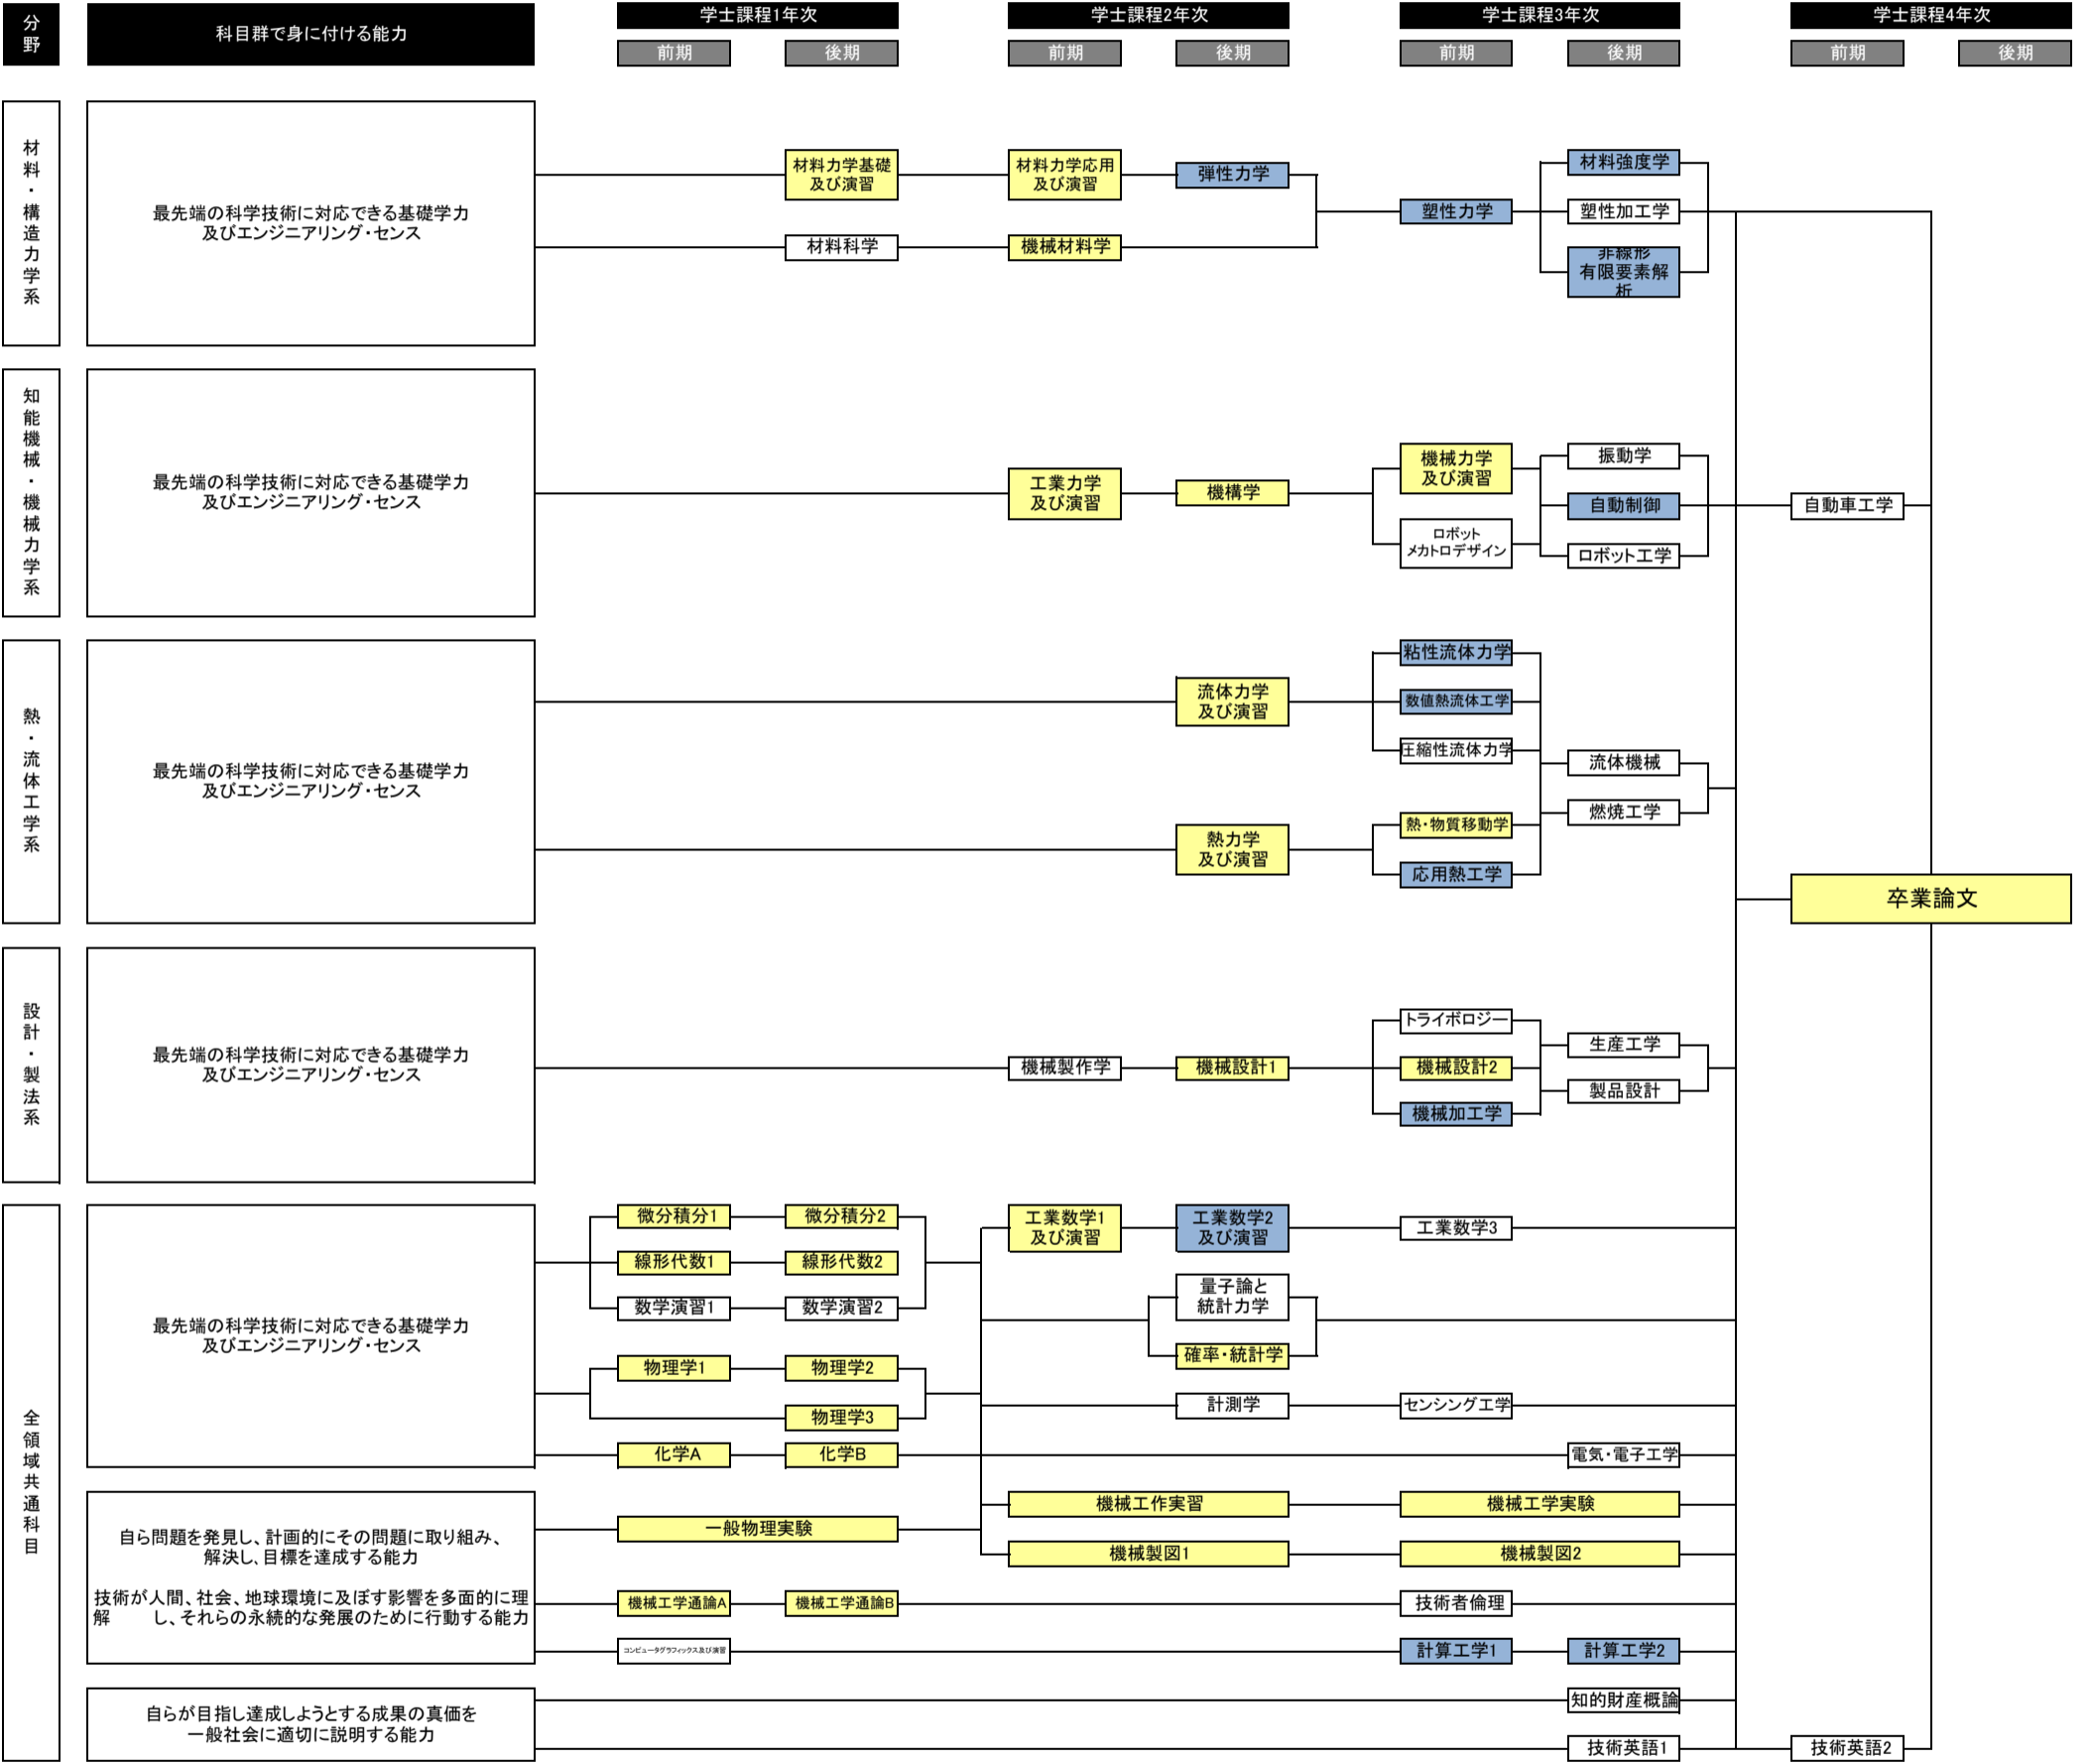 分
野
科目群で身に付ける能力
学士課程1年次
学士課程2年次
学士課程3年次
学士課程4年次
前期
後期
前期
後期
前期
後期
前期
後期
材料・構造力学系
最先端の科学技術に対応できる基礎学力
及びエンジニアリング・センス
材料力学基礎
及び演習
材料力学応用
及び演習
弾性力学
材料科学
機械材料学
塑性力学
材料強度学
塑性加工学
非線形
有限要素解
析
知能機械・機械力学系
最先端の科学技術に対応できる基礎学力
及びエンジニアリング・センス
工業力学
及び演習
機構学
機械力学
及び演習
ロボット
メカトロデザイン
振動学
自動制御
ロボット工学
自動車工学
熱・流体工学系
最先端の科学技術に対応できる基礎学力
及びエンジニアリング・センス
流体力学
及び演習
熱力学
及び演習
粘性流体力学
数値熱流体工学
圧縮性流体力学
熱・物質移動学
応用熱工学
流体機械
燃焼工学
卒業論文
設計・製法系
最先端の科学技術に対応できる基礎学力
及びエンジニアリング・センス
機械製作学
機械設計1
トライボロジー
機械設計2
機械加工学
生産工学
製品設計
全領域共通科目
最先端の科学技術に対応できる基礎学力
及びエンジニアリング・センス
微分積分1
微分積分2
線形代数1
線形代数2
数学演習1
数学演習2
物理学1
物理学2
物理学3
化学A
化学B
工業数学1
及び演習
工業数学2
及び演習
工業数学3
量子論と
統計力学
確率・統計学
計測学
センシング工学
電気・電子工学
自ら問題を発見し、計画的にその問題に取り組み、
解決し、目標を達成する能力
技術が人間、社会、地球環境に及ぼす影響を多面的に理
解 し、それらの永続的な発展のために行動する能力
一般物理実験
機械工作実習
機械工学実験
機械製図1
機械製図2
機械工学通論A
機械工学通論B
技術者倫理
コンピュータグラフィックス及び演習
計算工学1
計算工学2
自らが目指し達成しようとする成果の真価を
一般社会に適切に説明する能力
知的財産概論
技術英語1
技術英語2